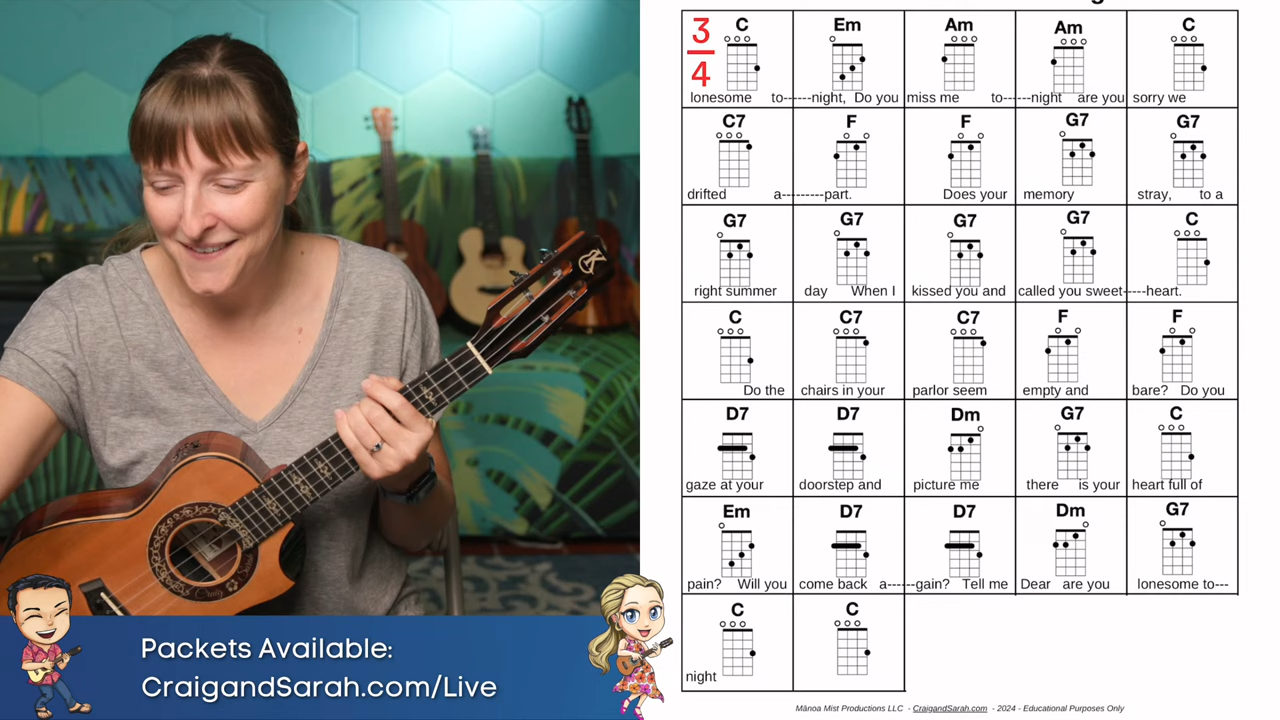 3
4
C Em Am Am C
lonesome to------night, Do you miss me to------night are you sorry we
C7 F F G7 G7
drifted a---------part. Does your memory stray, to a
G7 G7 G7 G7 C
right summer day When I kissed you and called you sweet-----heart.
C C7 C7 F F
Do the chairs in your parlor seem empty and bare? Do you
D7 D7 Dm G7 C
gaze at your doorstep and picture me there is your heart full of
Em D7 D7 Dm G7
pain? Will you come back a------gain? Tell me Dear are you lonesome to---
C C
night
Packets Available:
CraigandSarah.com/Live
Mānoa Mist Productions LLC - CraigandSarah.com - 2024 - Educational Purposes Only